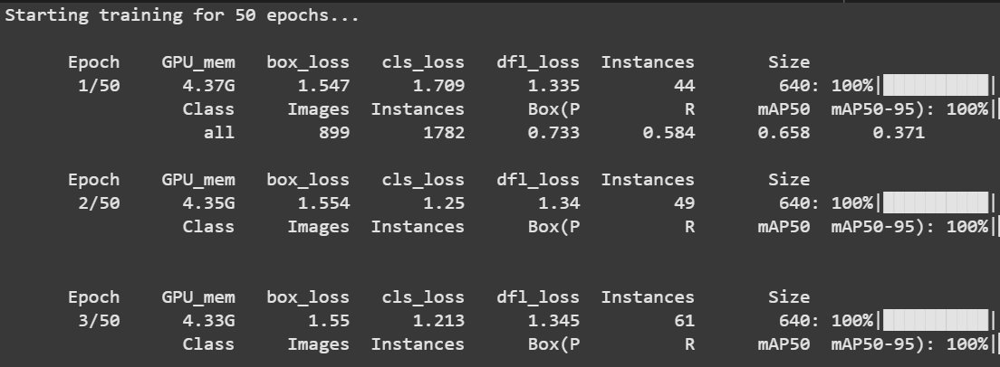 Starting training for 50 epochs...
Epoch GPU_mem box_loss cls_loss dfl_loss Instances Size
1/50 4.37G 1.547 1.709 1.335 44 640: 100%|██████████|
Class Images Instances Box(P R mAP50 mAP50-95): 100%|
all 899 1782 0.733 0.584 0.658 0.371
Epoch GPU_mem box_loss cls_loss dfl_loss Instances Size
2/50 4.35G 1.554 1.25 1.34 49 640: 100%|██████████|
Class Images Instances Box(P R mAP50 mAP50-95): 100%|
Epoch GPU_mem box_loss cls_loss dfl_loss Instances Size
3/50 4.33G 1.55 1.213 1.345 61 640: 100%|██████████|
Class Images Instances Box(P R mAP50 mAP50-95): 100%|